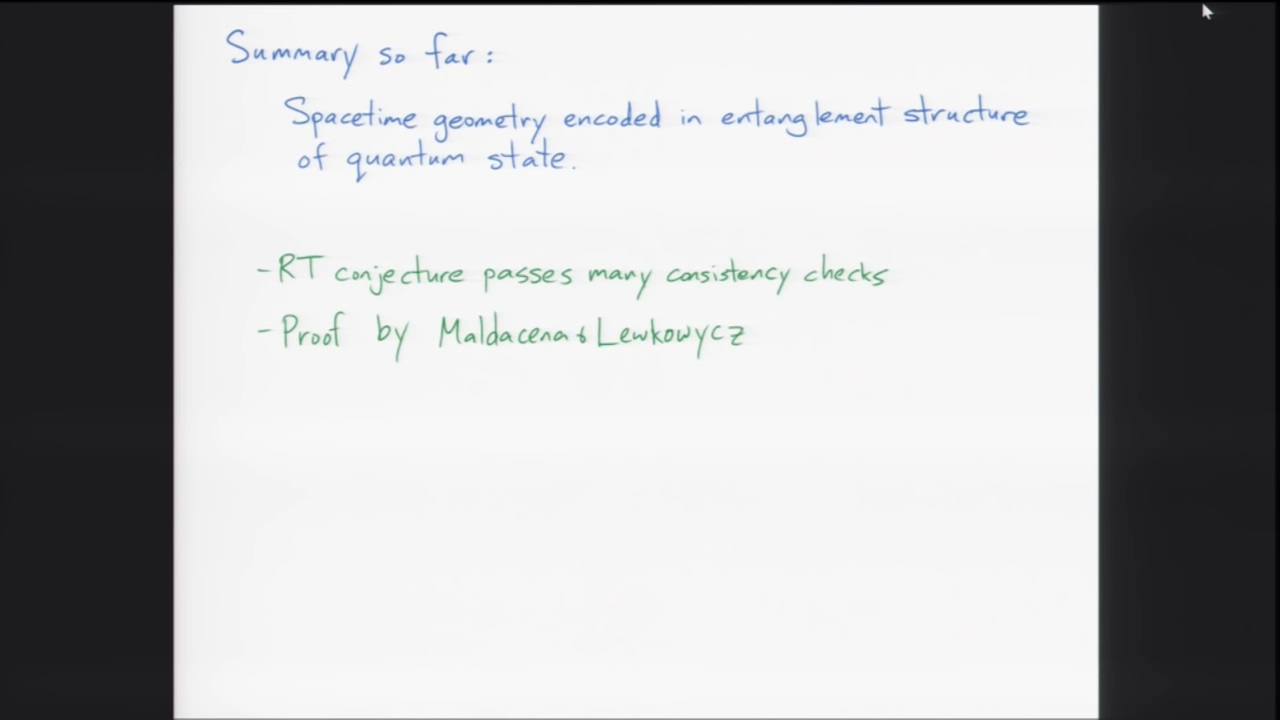 Summary so far:
Spacetime geometry encoded in entanglement structure
of quantum state.
- RT conjecture passes many consistency checks
- Proof by Maldacena & Lewkowycz